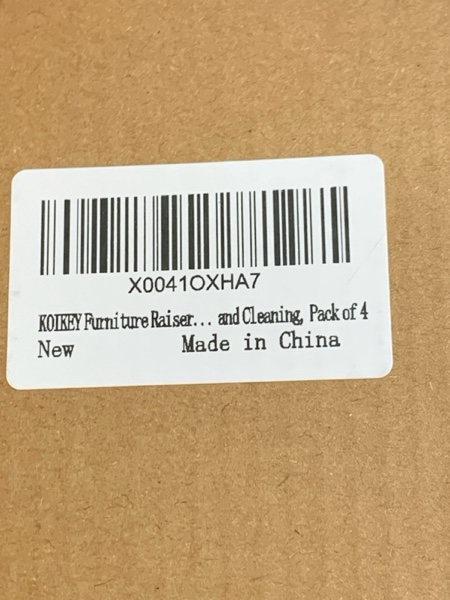 X0041OXHA7
KOIKEY Furniture Raiser... and Cleaning, Pack of 4
New Made in China